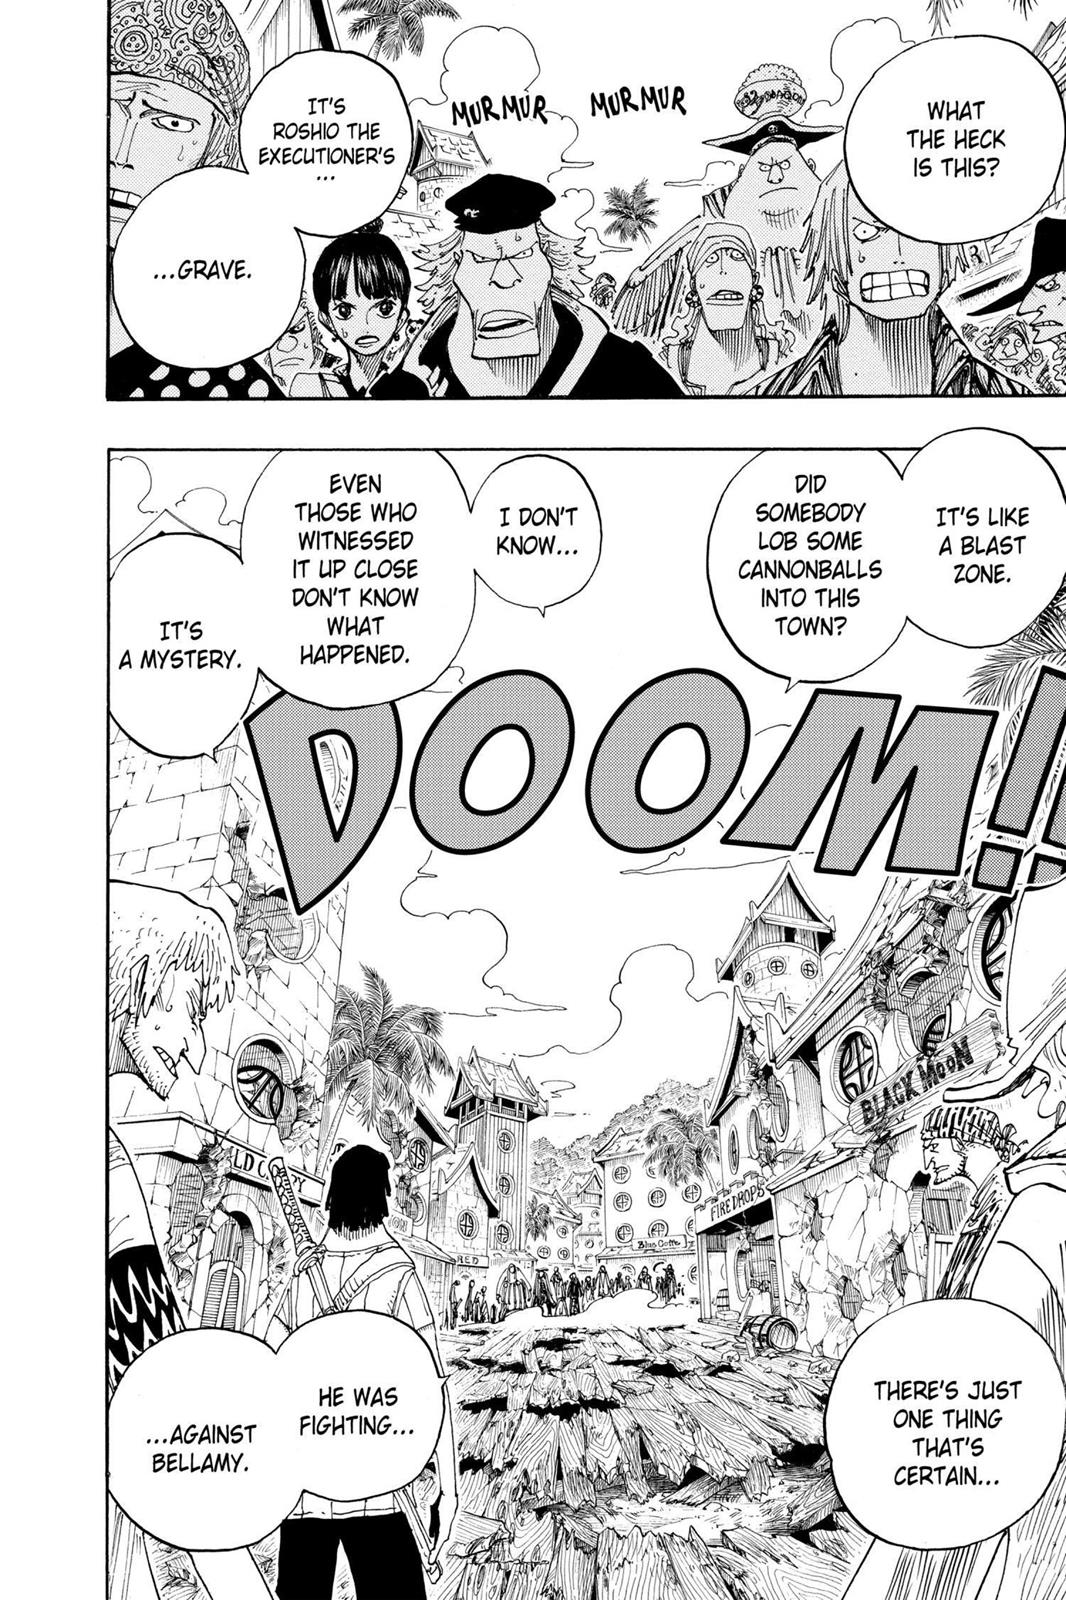 WHAT
THE HECK
IS THIS?
MURMUR
MURMUR
IT'S
ROSHIO THE
EXECUTIONER'S
...
...GRAVE.
IT'S LIKE
A BLAST
ZONE.
DID
SOMEBODY
LOB SOME
CANNONBALLS
INTO THIS
TOWN?
I DON'T
KNOW...
EVEN
THOSE WHO
WITNESSED
IT UP CLOSE
DON'T KNOW
WHAT
HAPPENED.
IT'S
A MYSTERY.
DOOM!!
BLACK MOON
FIRE DROPS
THERE'S JUST
ONE THING
THAT'S
CERTAIN...
HE WAS
FIGHTING...
...AGAINST
BELLAMY.